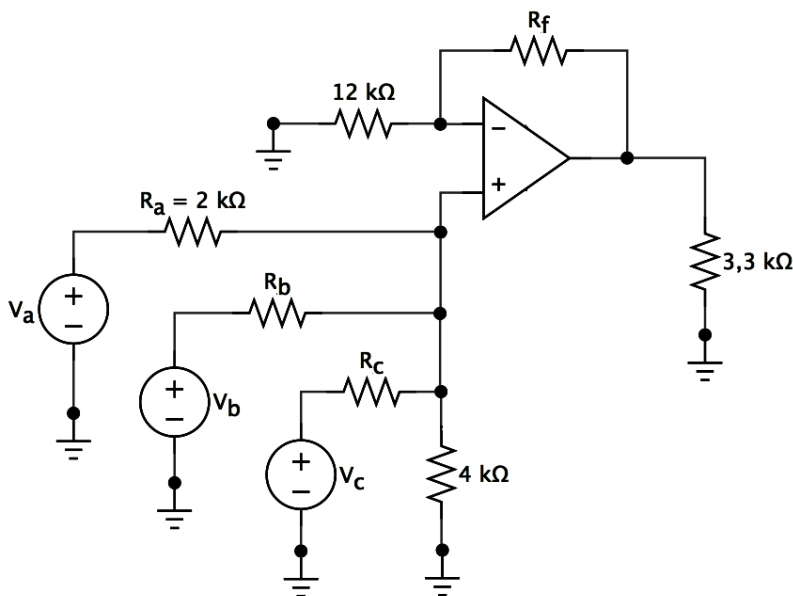 Rf
12 kΩ
−
+
Ra = 2 kΩ
Rb
3,3 kΩ
Va
+
−
Rc
+
−
Vb
+
−
Vc
4 kΩ